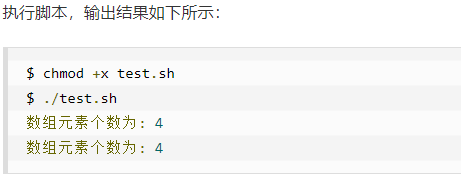 执行脚本，输出结果如下所示：
$ chmod +x test.sh
$ ./test.sh
数组元素个数为: 4
数组元素个数为: 4